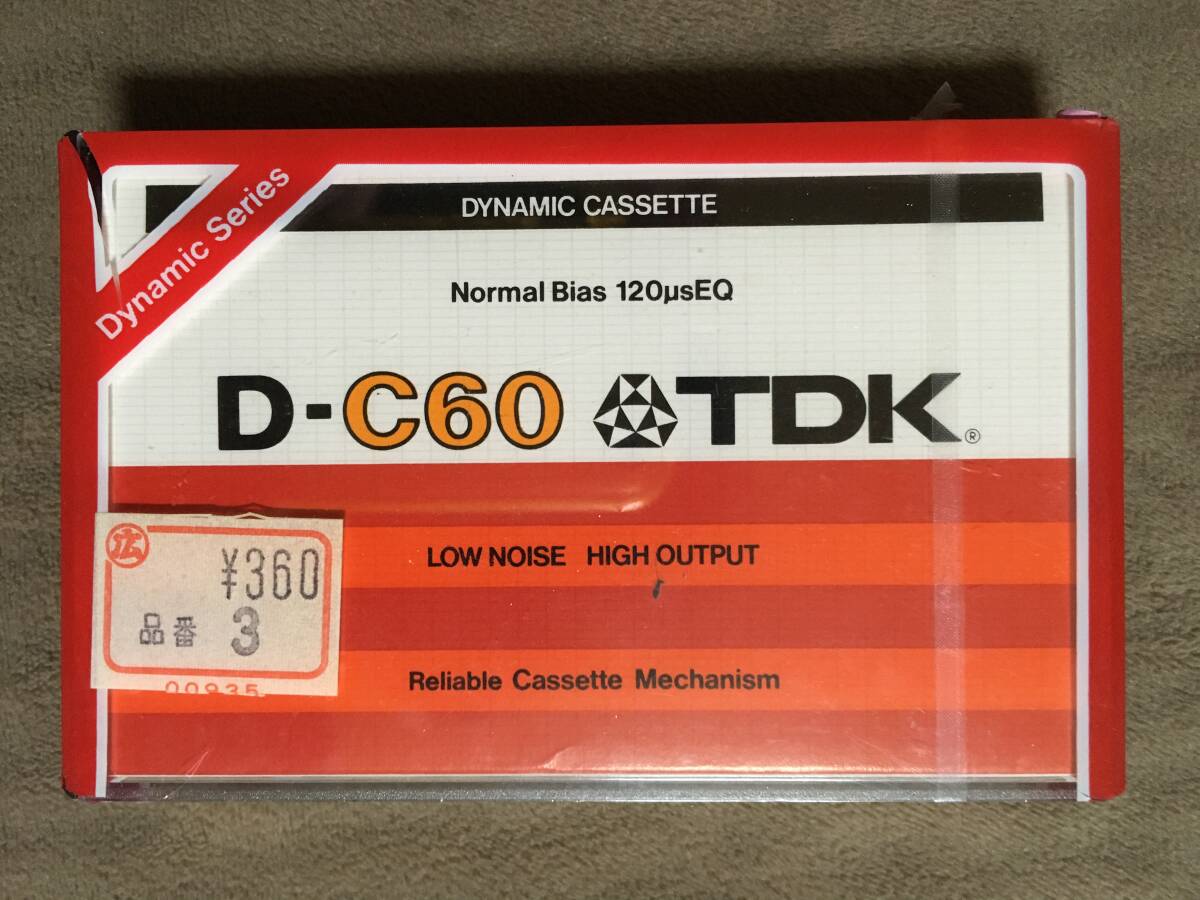 Dynamic Series
DYNAMIC CASSETTE
Normal Bias 120µsEQ
D-C60 TDK®
LOW NOISE HIGH OUTPUT
Reliable Cassette Mechanism
広
¥360
品番 3
00935